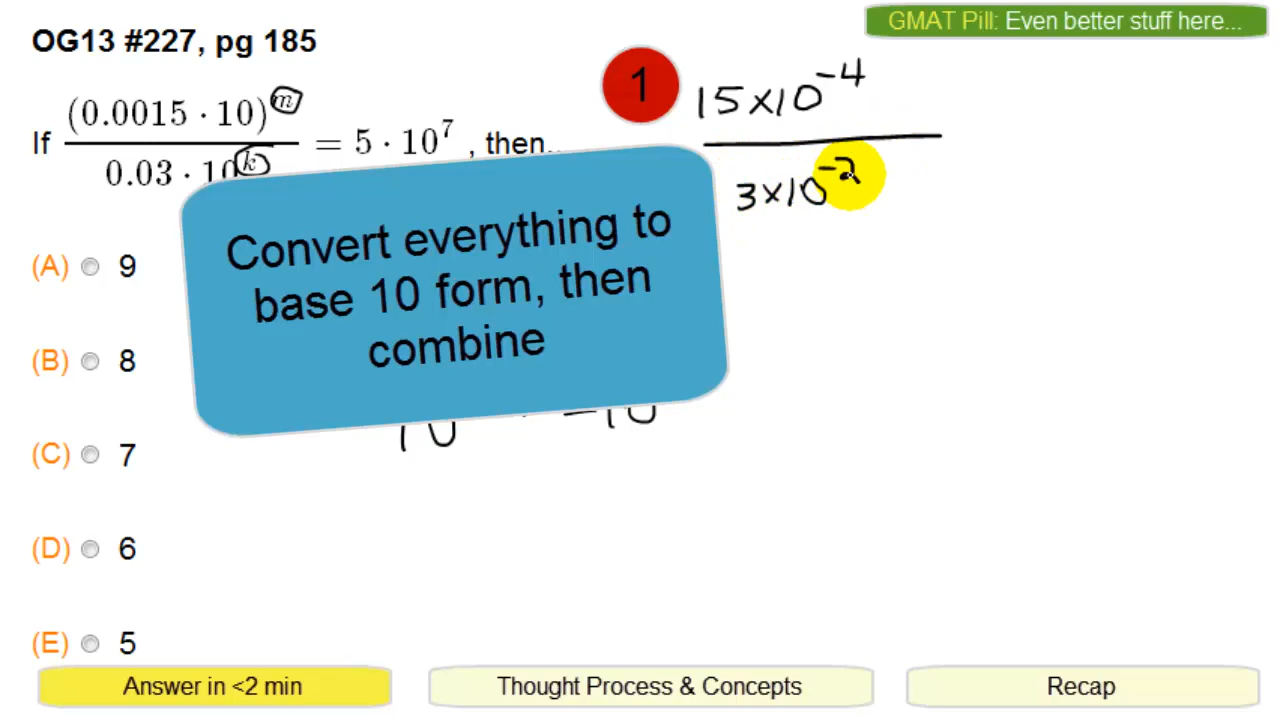 GMAT Pill: Even better stuff here...
OG13 #227, pg 185
If (0.0015 · 10)^m / 0.03 · 10^k = 5 · 10^7 , then...
1
15 x 10^-4
3 x 10^-2
Convert everything to
base 10 form, then
combine
10 = 10
(A) 9
(B) 8
(C) 7
(D) 6
(E) 5
Answer in <2 min
Thought Process & Concepts
Recap